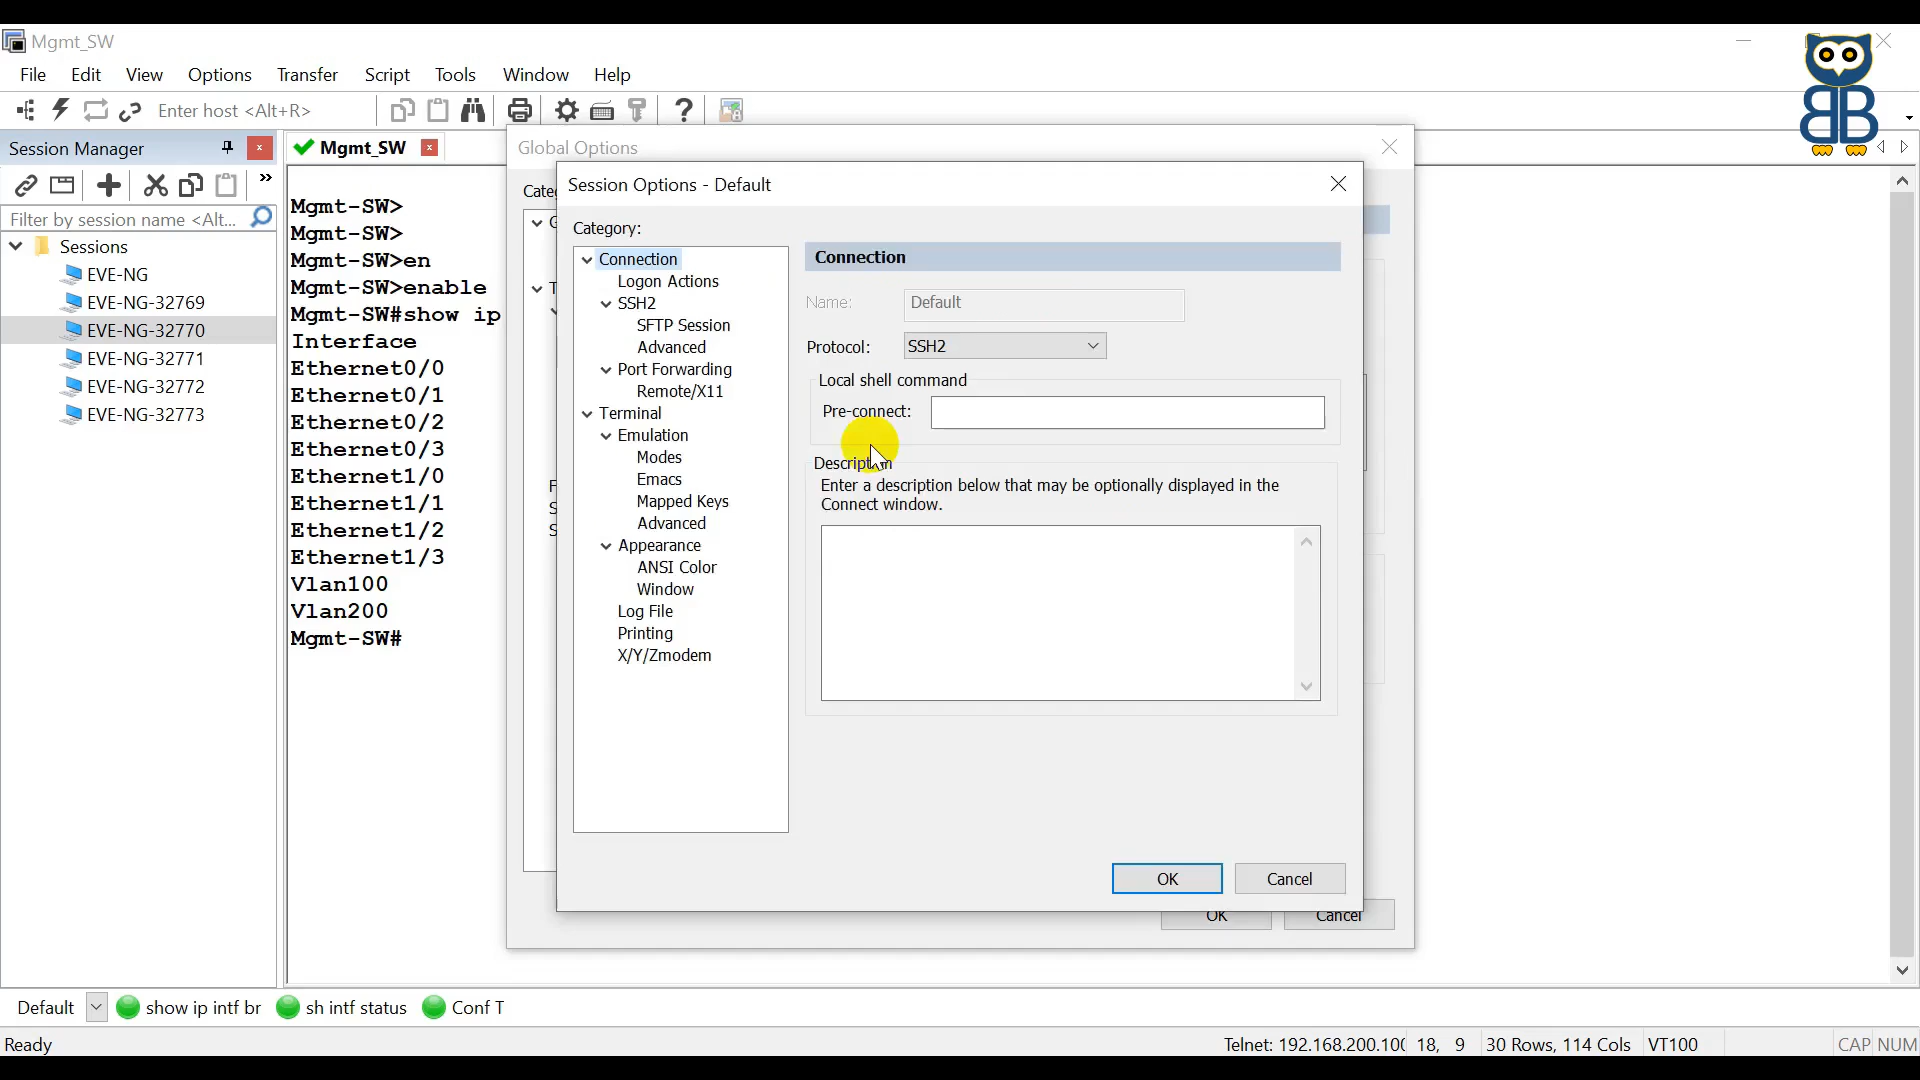 Mgmt_SW
File Edit View Options Transfer Script Tools Window Help
Enter host <Alt+R>
BB
Session Manager
Mgmt_SW
Filter by session name <Alt...
Sessions
EVE-NG
EVE-NG-32769
EVE-NG-32770
EVE-NG-32771
EVE-NG-32772
EVE-NG-32773
Mgmt-SW>
Mgmt-SW>
Mgmt-SW>en
Mgmt-SW>enable
Mgmt-SW#show ip
Interface
Ethernet0/0
Ethernet0/1
Ethernet0/2
Ethernet0/3
Ethernet1/0
Ethernet1/1
Ethernet1/2
Ethernet1/3
Vlan100
Vlan200
Mgmt-SW#
Global Options
Session Options - Default
Category:
Connection
Logon Actions
SSH2
SFTP Session
Advanced
Port Forwarding
Remote/X11
Terminal
Emulation
Modes
Emacs
Mapped Keys
Advanced
Appearance
ANSI Color
Window
Log File
Printing
X/Y/Zmodem
Connection
Name: Default
Protocol: SSH2
Local shell command
Pre-connect:
Description
Enter a description below that may be optionally displayed in the
Connect window.
OK Cancel
OK Cancel
Default show ip intf br sh intf status Conf T
Ready Telnet: 192.168.200.100 18, 9 30 Rows, 114 Cols VT100 CAP NUM